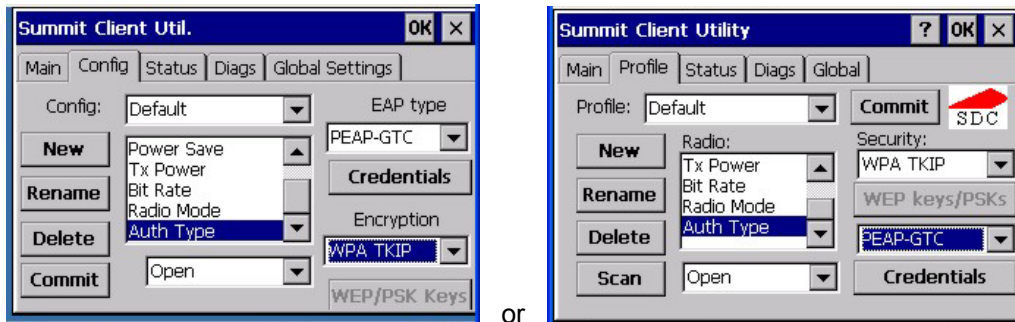 Summit Client Util. OK ×
Main Config Status Diags Global Settings
Config: Default
EAP type
PEAP-GTC
New
Rename
Delete
Commit
Power Save
Tx Power
Bit Rate
Radio Mode
Auth Type
Open
Credentials
Encryption
WPA TKIP
WEP/PSK Keys
or
Summit Client Utility ? OK ×
Main Profile Status Diags Global
Profile: Default
Commit
SDC
New
Rename
Delete
Scan
Radio:
Tx Power
Bit Rate
Radio Mode
Auth Type
Open
Security:
WPA TKIP
WEP keys/PSKs
PEAP-GTC
Credentials